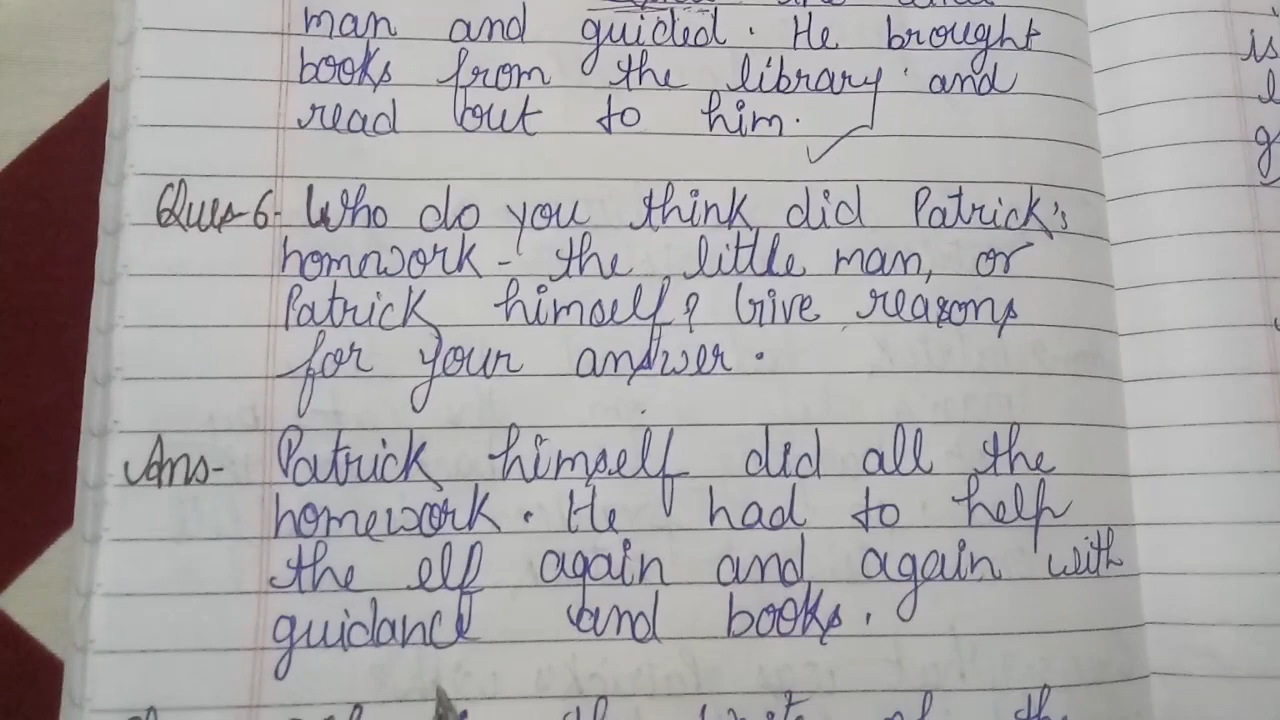 man and guided. He brought
books from the library and
read out to him.
Ques-6- Who do you think did Patrick's
homework - the little man, or
Patrick himself? Give reasons
for your answer.
Ans- Patrick himself did all the
homework. He had to help
the elf again and again with
guidance and books.
is
g